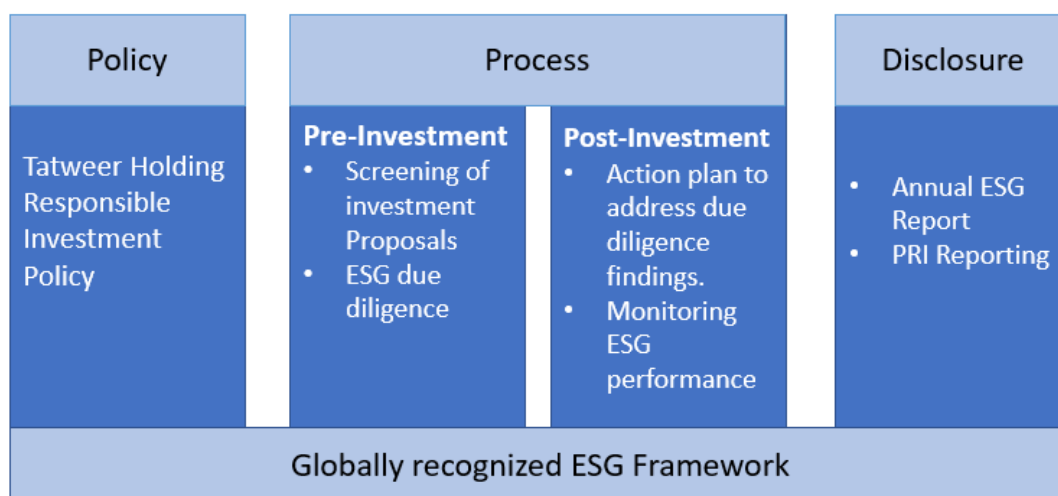 Policy
Tatweer Holding
Responsible
Investment
Policy
Process
Pre-Investment
• Screening of
investment
Proposals
• ESG due
diligence
Post-Investment
• Action plan to
address due
diligence
findings.
• Monitoring
ESG
performance
Disclosure
• Annual ESG
Report
• PRI Reporting
Globally recognized ESG Framework